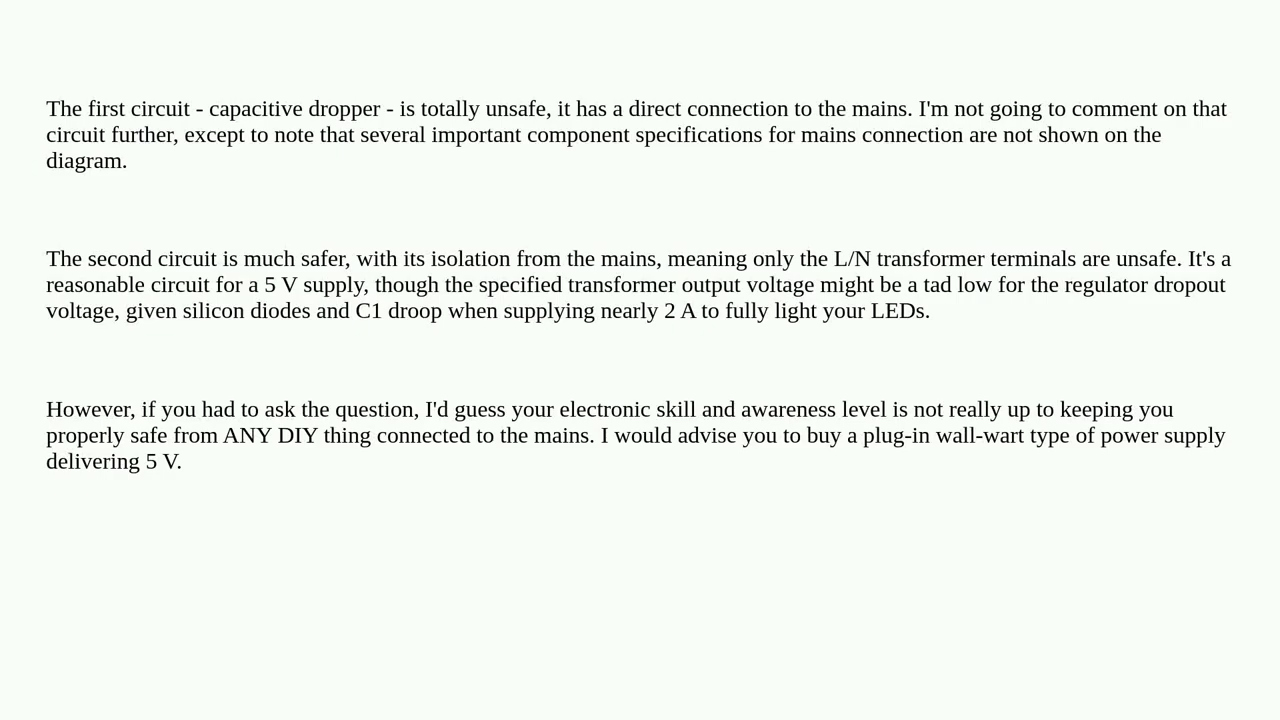 The first circuit - capacitive dropper - is totally unsafe, it has a direct connection to the mains. I'm not going to comment on that
circuit further, except to note that several important component specifications for mains connection are not shown on the
diagram.
The second circuit is much safer, with its isolation from the mains, meaning only the L/N transformer terminals are unsafe. It's a
reasonable circuit for a 5 V supply, though the specified transformer output voltage might be a tad low for the regulator dropout
voltage, given silicon diodes and C1 droop when supplying nearly 2 A to fully light your LEDs.
However, if you had to ask the question, I'd guess your electronic skill and awareness level is not really up to keeping you
properly safe from ANY DIY thing connected to the mains. I would advise you to buy a plug-in wall-wart type of power supply
delivering 5 V.